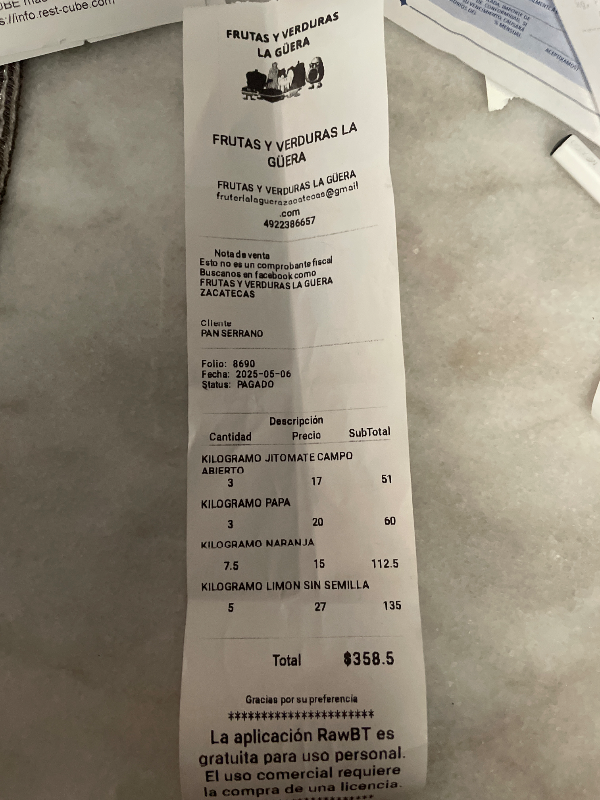 s://info.rest-cube.com
FRUTAS Y VERDURAS
LA GÜERA
FRUTAS Y VERDURAS LA
GÜERA
FRUTAS Y VERDURAS LA GÜERA
fruterialaguerazacatecas@gmail
.com
4922386657
Nota de venta
Esto no es un comprobante fiscal
Buscanos en facebook como
FRUTAS Y VERDURAS LA GUERA
ZACATECAS
Cliente
PAN SERRANO
Folio: 8690
Fecha: 2025-05-06
Status: PAGADO
Descripción
Cantidad Precio SubTotal
KILOGRAMO JITOMATE CAMPO
ABIERTO
3 17 51
KILOGRAMO PAPA
3 20 60
KILOGRAMO NARANJA
7.5 15 112.5
KILOGRAMO LIMON SIN SEMILLA
5 27 135
Total $358.5
Gracias por su preferencia
**********************
La aplicación RawBT es
gratuita para uso personal.
El uso comercial requiere
la compra de una licencia.